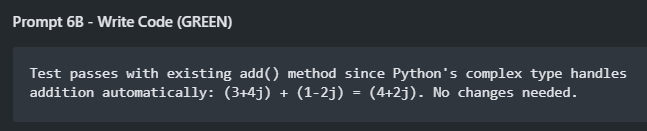 Prompt 6B - Write Code (GREEN)
Test passes with existing add() method since Python's complex type handles
addition automatically: (3+4j) + (1-2j) = (4+2j). No changes needed.